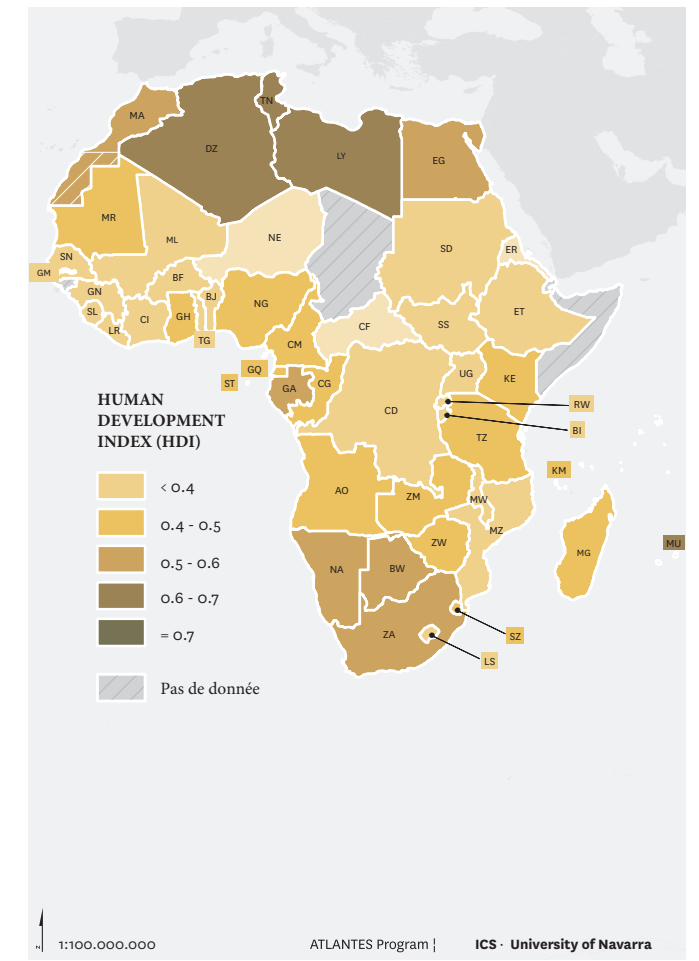 MA
TN
DZ
LY
EG
MR
ML
NE
SD
ER
SN
GM
BF
GN
BJ
NG
ET
SL
CI
GH
LR
TG
CM
CF
SS
GQ
ST
GA
CG
UG
KE
CD
RW
BI
TZ
KM
AO
ZM
MW
MZ
ZW
MG
MU
NA
BW
ZA
SZ
LS
HUMAN
DEVELOPMENT
INDEX (HDI)
< 0.4
0.4 - 0.5
0.5 - 0.6
0.6 - 0.7
= 0.7
Pas de donnée
N
1:100.000.000
ATLANTES Program ¦ ICS · University of Navarra